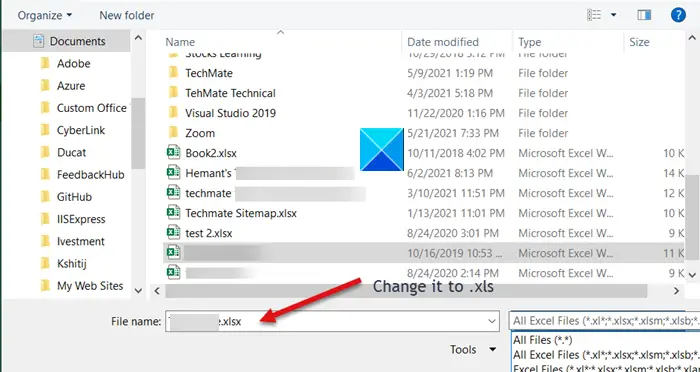 Organize New folder
Documents
Adobe
Azure
Custom Office
CyberLink
Ducat
FeedbackHub
GitHub
IISExpress
Ivestment
Kshitij
My Web Sites
Name Date modified Type Size
Stocks Learning 10/29/2018 3:12 PM File folder
TechMate 5/9/2021 1:19 PM File folder
TehMate Technical 4/3/2021 5:18 PM File folder
Visual Studio 2019 11/22/2020 1:16 PM File folder
Zoom 5/21/2021 7:33 PM File folder
Book2.xlsx 10/11/2018 4:02 PM Microsoft Excel W... 10 K
Hemant's 6/2/2021 8:13 PM Microsoft Excel W... 14 K
techmate 3/10/2021 11:51 PM Microsoft Excel W... 12 K
Techmate Sitemap.xlsx 1/13/2021 11:01 PM Microsoft Excel W... 10 K
test 2.xlsx 8/24/2020 3:01 PM Microsoft Excel W... 9 K
10/16/2019 10:53 ... Microsoft Excel W... 11 K
8/24/2020 2:14 PM Microsoft Excel W... 9 K
Change it to .xls
File name: e.xlsx All Excel Files (*.xl*;*.xlsx;*.xlsm;*.xlsb;*.
Tools
All Files (*.*)
All Excel Files (*.xl*;*.xlsx;*.xlsm;*.xlsb;*.
Excel Files (*.xl*;*.xlsx;*.xlsm;*.xlsb;*.xla